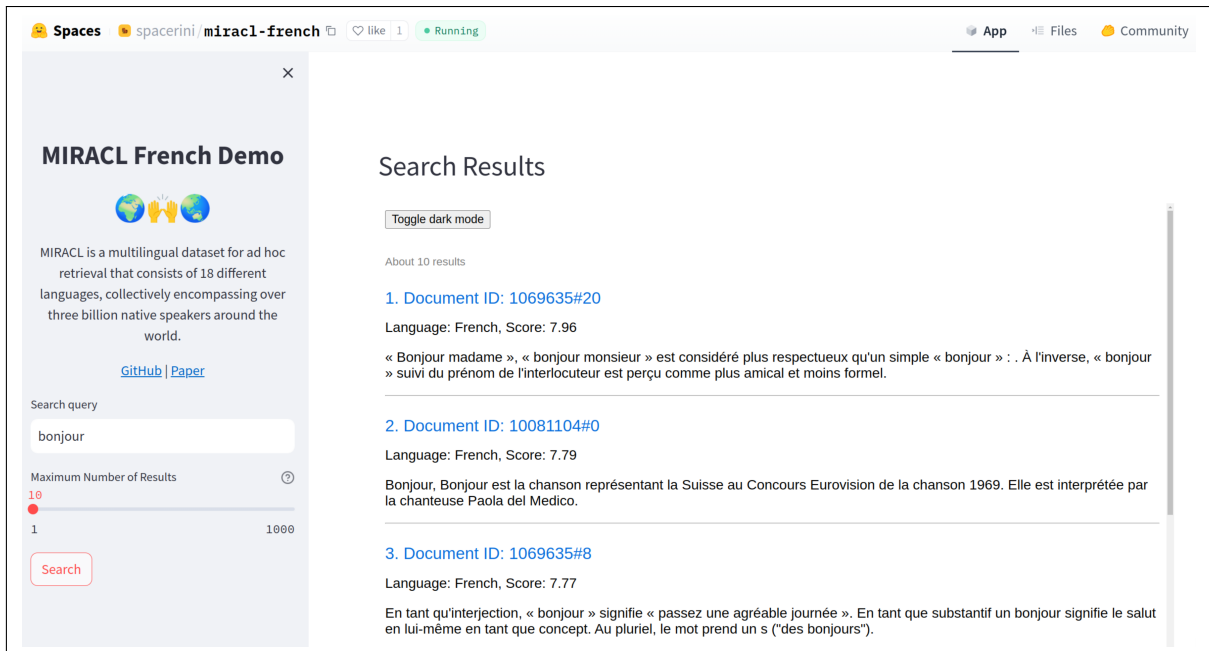 Spaces spacerini/miracl-french like 1 Running App Files Community
MIRACL French Demo
MIRACL is a multilingual dataset for ad hoc
retrieval that consists of 18 different
languages, collectively encompassing over
three billion native speakers around the
world.
GitHub | Paper
Search query
bonjour
Maximum Number of Results
10
1 1000
Search
Search Results
Toggle dark mode
About 10 results
1. Document ID: 1069635#20
Language: French, Score: 7.96
« Bonjour madame », « bonjour monsieur » est considéré plus respectueux qu'un simple « bonjour » : . À l'inverse, « bonjour
» suivi du prénom de l'interlocuteur est perçu comme plus amical et moins formel.
2. Document ID: 10081104#0
Language: French, Score: 7.79
Bonjour, Bonjour est la chanson représentant la Suisse au Concours Eurovision de la chanson 1969. Elle est interprétée par
la chanteuse Paola del Medico.
3. Document ID: 1069635#8
Language: French, Score: 7.77
En tant qu'interjection, « bonjour » signifie « passez une agréable journée ». En tant que substantif un bonjour signifie le salut
en lui-même en tant que concept. Au pluriel, le mot prend un s ("des bonjours").